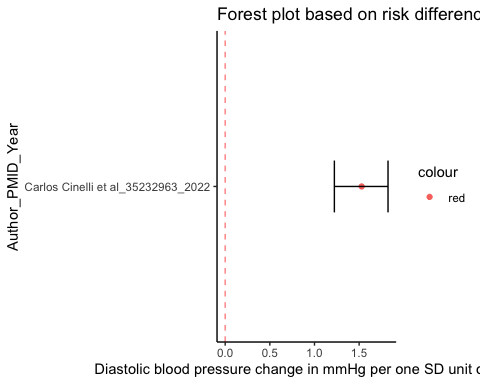 Forest plot based on risk differenc
Author_PMID_Year
Carlos Cinelli et al_35232963_2022
colour
red
0.0 0.5 1.0 1.5
Diastolic blood pressure change in mmHg per one SD unit